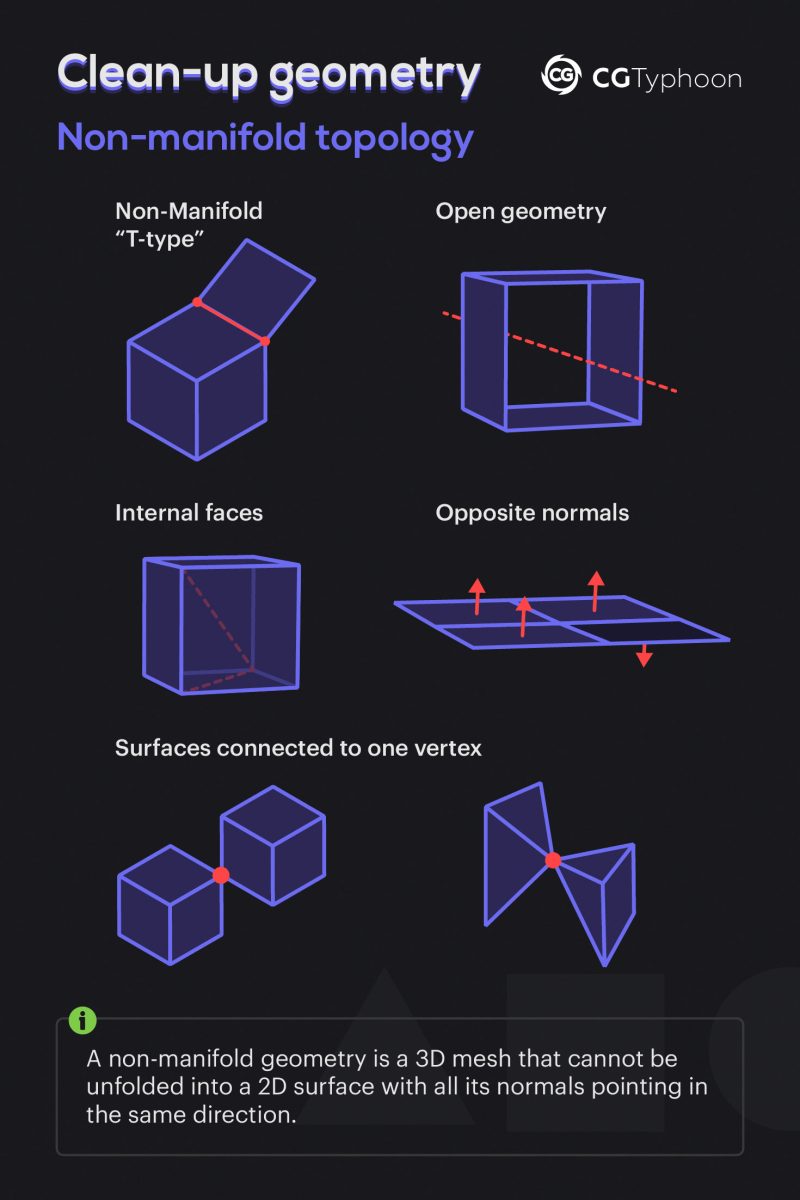 Clean-up geometry
CG CGTyphoon
Non-manifold topology
Non-Manifold
“T-type”
Open geometry
Internal faces
Opposite normals
Surfaces connected to one vertex
i
A non-manifold geometry is a 3D mesh that cannot be
unfolded into a 2D surface with all its normals pointing in
the same direction.